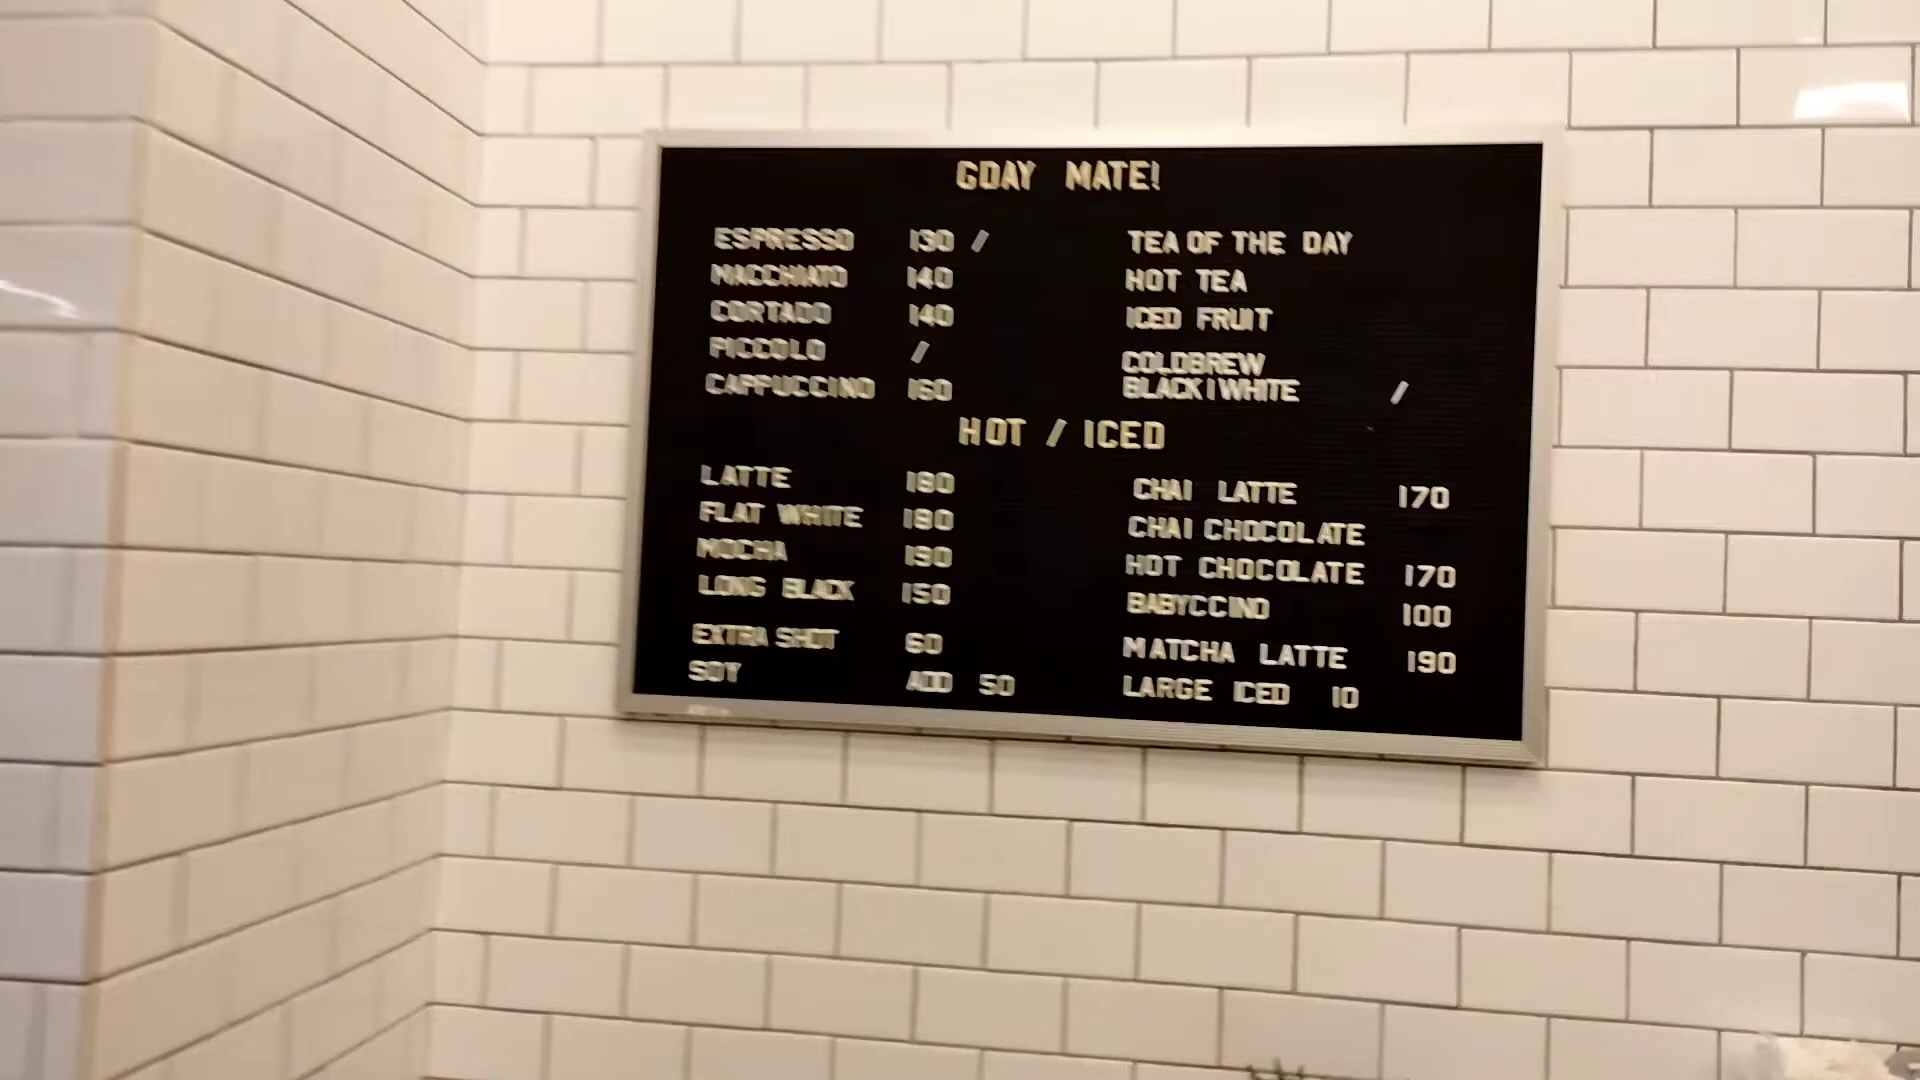 GDAY MATE!
ESPRESSO 130 /
MACCHIATO 140
CORTADO 140
PICCOLO /
CAPPUCCINO 160
TEA OF THE DAY
HOT TEA
ICED FRUIT
COLDBREW
BLACK I WHITE /
HOT / ICED
LATTE 180
FLAT WHITE 180
MOCHA 190
LONG BLACK 150
EXTRA SHOT 60
SOY ADD 50
CHAI LATTE 170
CHAI CHOCOLATE
HOT CHOCOLATE 170
BABYCCINO 100
MATCHA LATTE 190
LARGE ICED 10